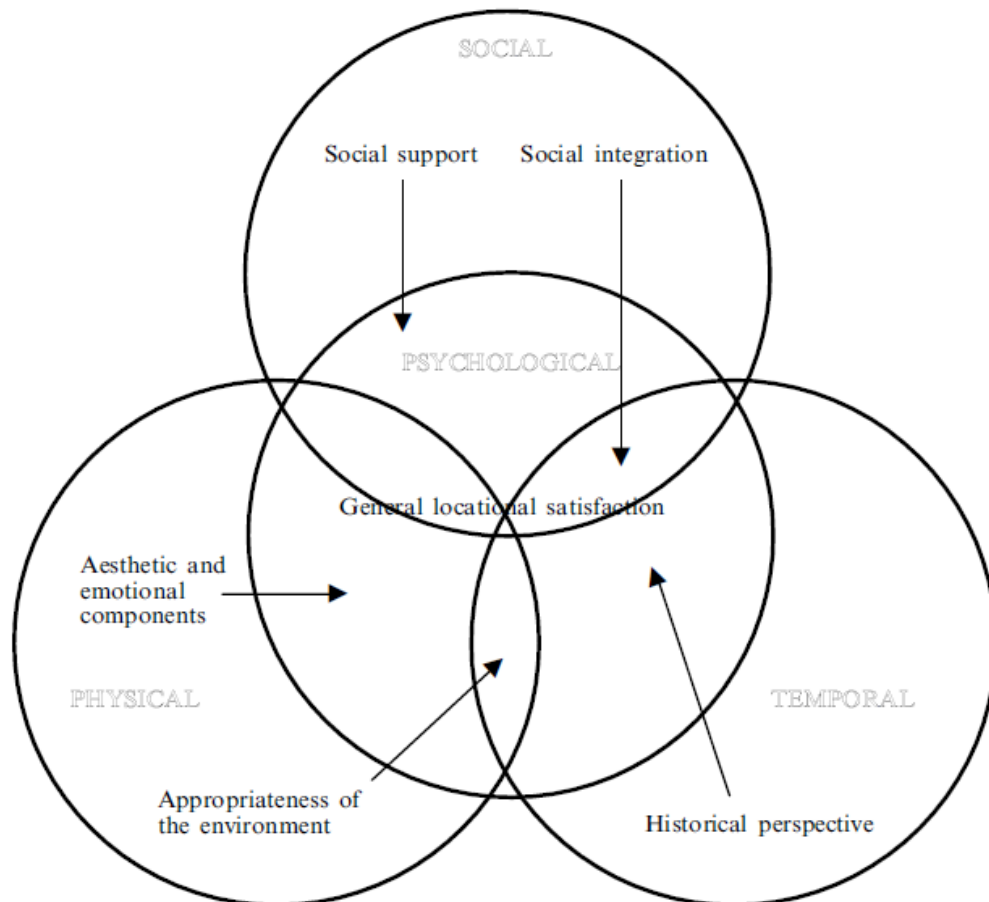 SOCIAL
Social support
Social integration
PSYCHOLOGICAL
General locational satisfaction
Aesthetic and
emotional
components
PHYSICAL
TEMPORAL
Appropriateness of
the environment
Historical perspective